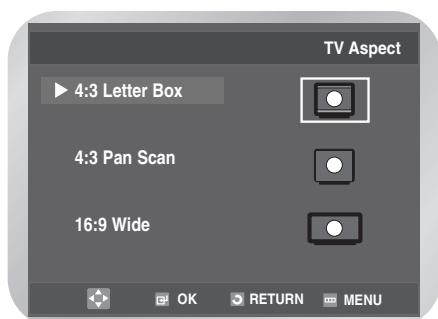 TV Aspect
4:3 Letter Box
4:3 Pan Scan
16:9 Wide
OK RETURN MENU